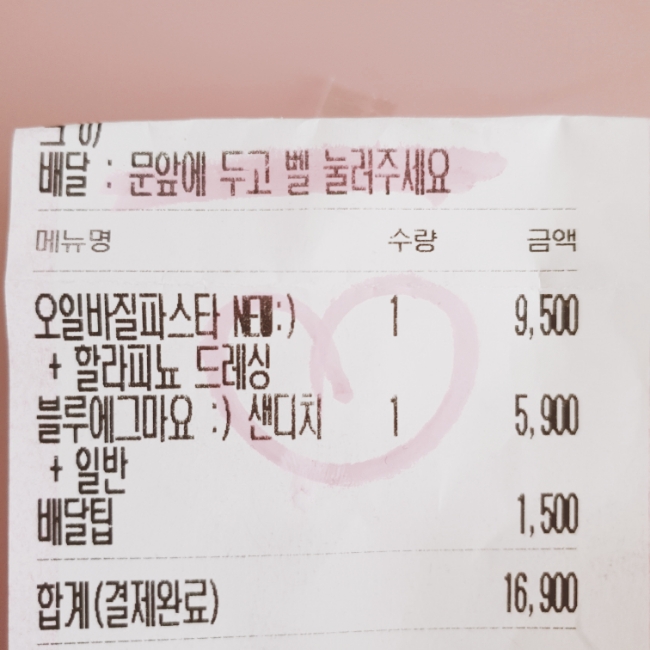 배달 : 문앞에 두고 벨 눌러주세요
메뉴명 수량 금액
오일바질파스타 NEW:) 1 9,500
+ 할라피뇨 드레싱
블루에그마요 :) 샌디치 1 5,900
+ 일반
배달팁 1,500
합계(결제완료) 16,900